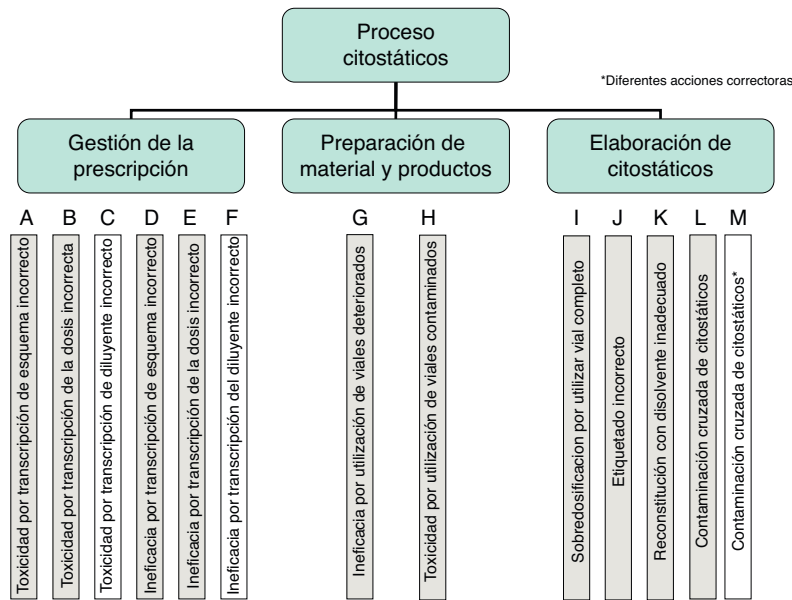 Proceso
citostáticos
*Diferentes acciones correctoras
Gestión de la
prescripción
Preparación de
material y productos
Elaboración de
citostáticos
A B C D E F G H I J K L M
Toxicidad por transcripción de esquema incorrecto
Toxicidad por transcripción de la dosis incorrecta
Toxicidad por transcripción de diluyente incorrecto
Ineficacia por transcripción de esquema incorrecto
Ineficacia por transcripción de la dosis incorrecto
Ineficacia por transcripción del diluyente incorrecto
Ineficacia por utilización de viales deteriorados
Toxicidad por utilización de viales contaminados
Sobredosificacion por utilizar vial completo
Etiquetado incorrecto
Reconstitución con disolvente inadecuado
Contaminación cruzada de citostáticos
Contaminación cruzada de citostáticos*